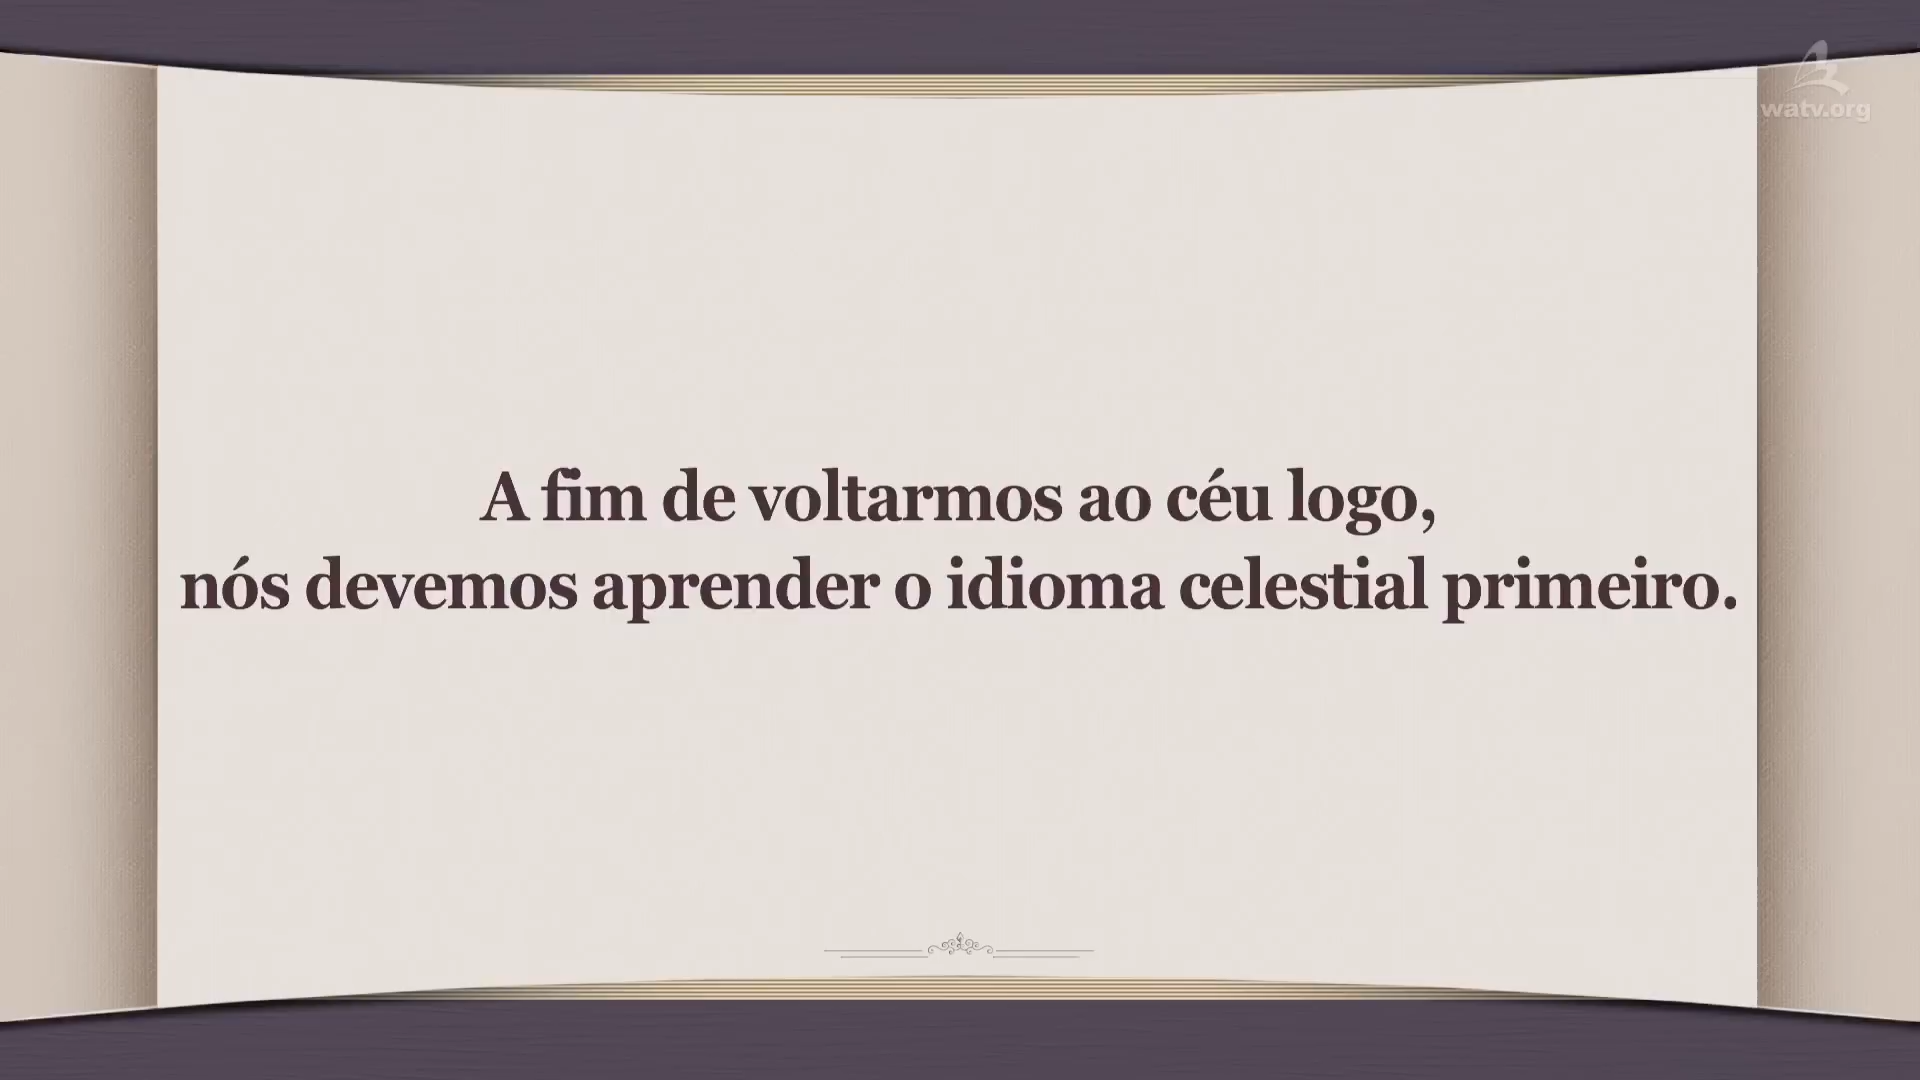 watv.org
A fim de voltarmos ao céu logo,
nós devemos aprender o idioma celestial primeiro.